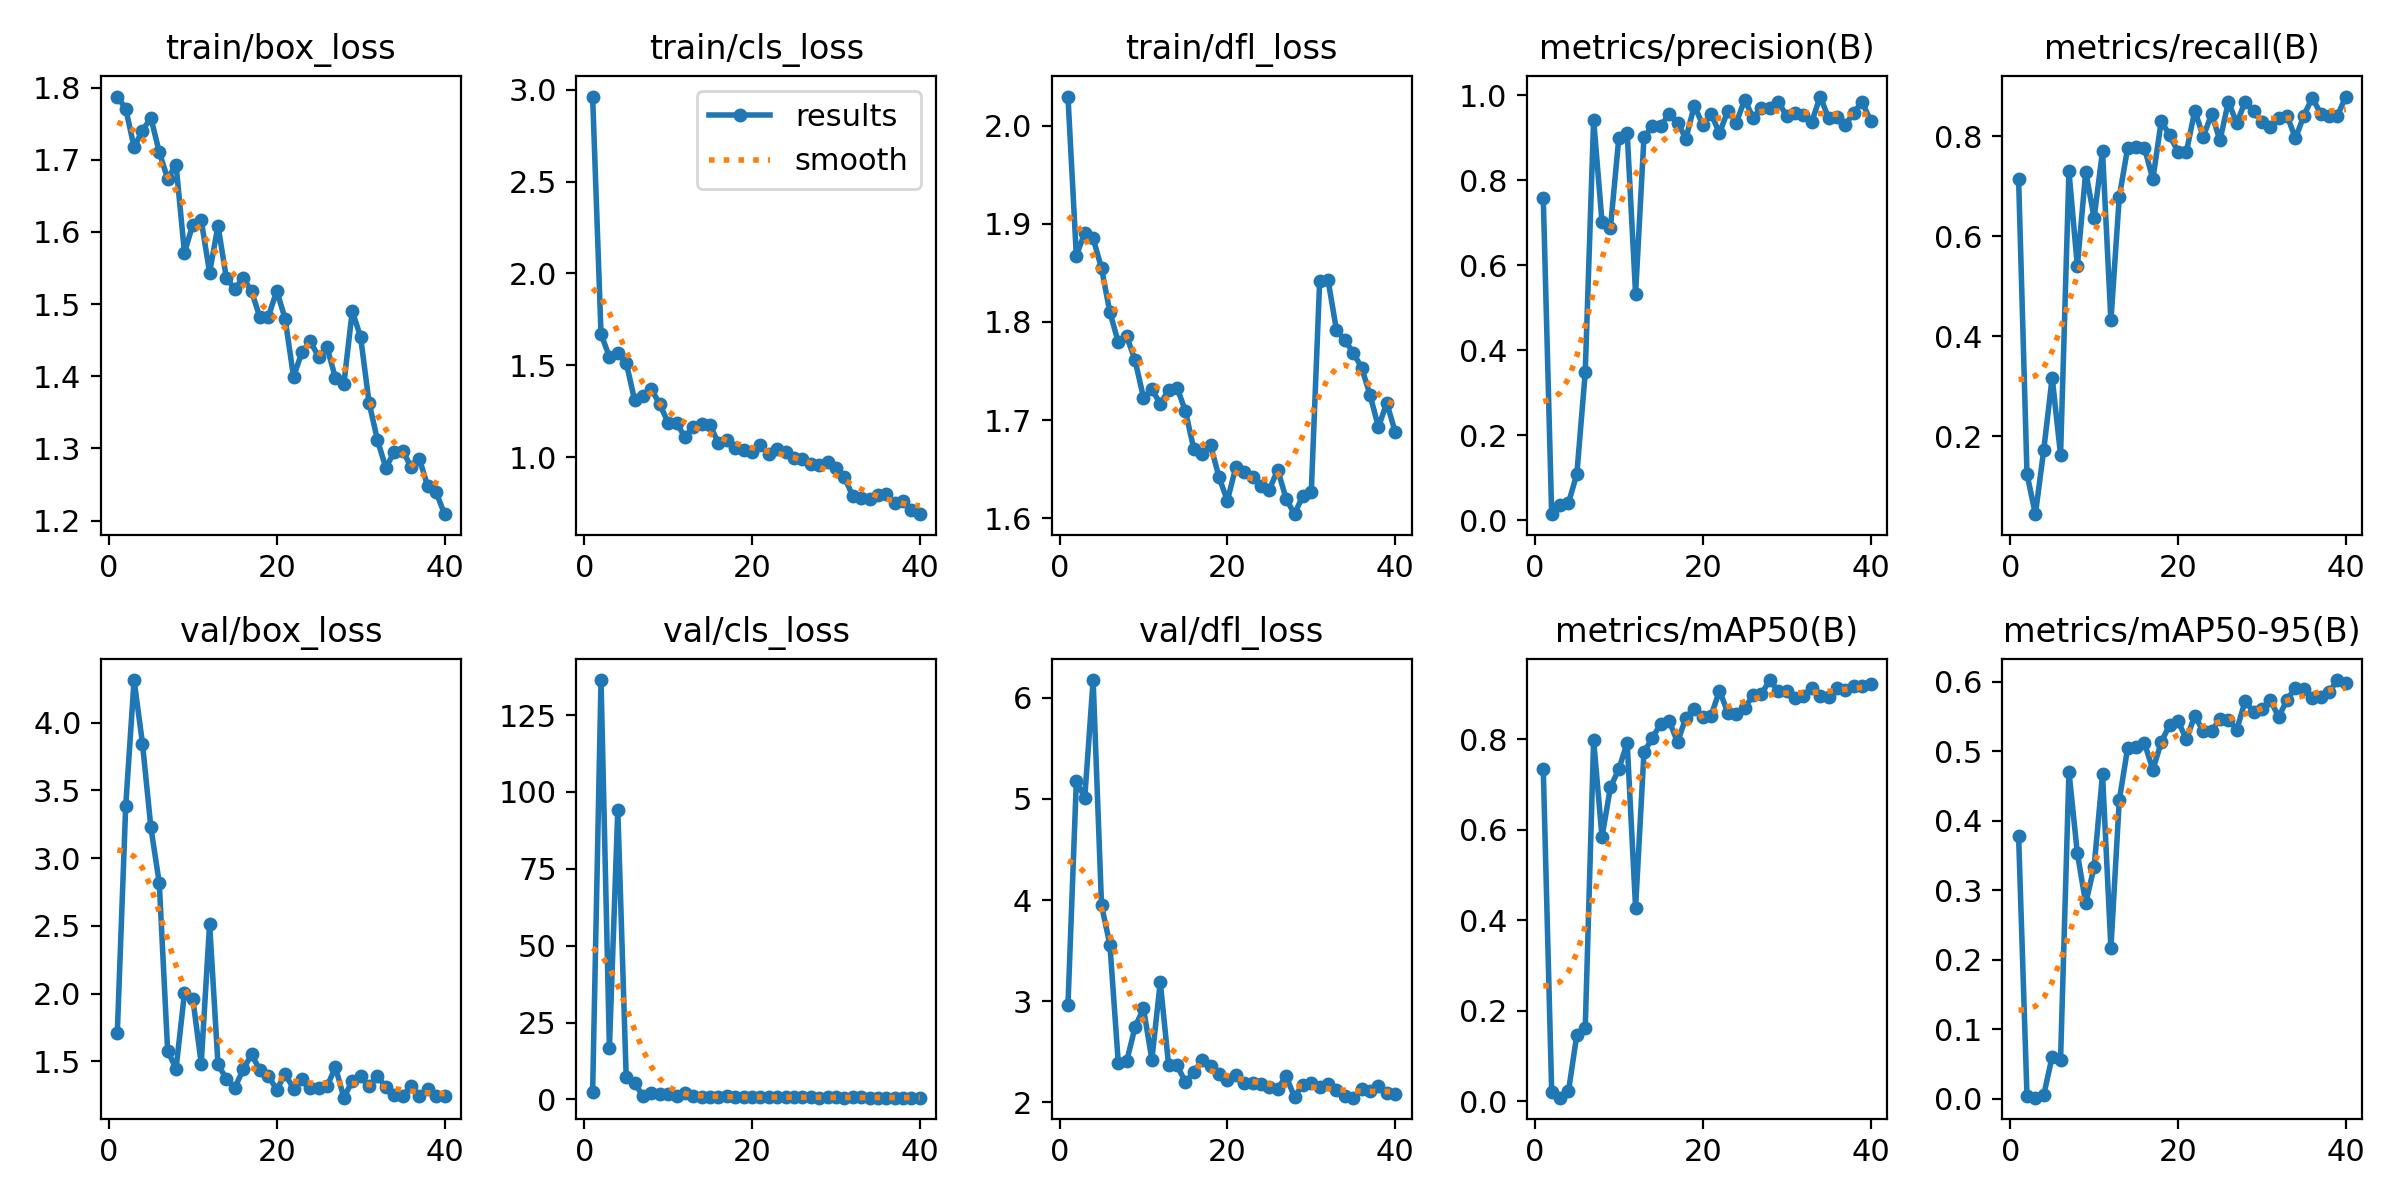 train/box_loss
1.8
1.7
1.6
1.5
1.4
1.3
1.2
0 20 40
train/cls_loss
results
smooth
3.0
2.5
2.0
1.5
1.0
0 20 40
train/dfl_loss
2.0
1.9
1.8
1.7
1.6
0 20 40
metrics/precision(B)
1.0
0.8
0.6
0.4
0.2
0.0
0 20 40
metrics/recall(B)
0.8
0.6
0.4
0.2
0 20 40
val/box_loss
4.0
3.5
3.0
2.5
2.0
1.5
0 20 40
val/cls_loss
125
100
75
50
25
0
0 20 40
val/dfl_loss
6
5
4
3
2
0 20 40
metrics/mAP50(B)
0.8
0.6
0.4
0.2
0.0
0 20 40
metrics/mAP50-95(B)
0.6
0.5
0.4
0.3
0.2
0.1
0.0
0 20 40